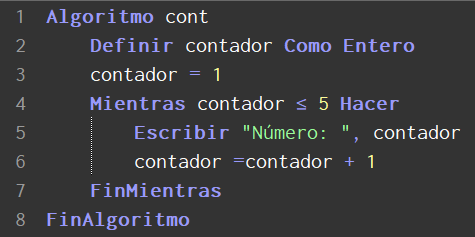 1 Algoritmo cont
2 Definir contador Como Entero
3 contador = 1
4 Mientras contador ≤ 5 Hacer
5 Escribir "Número: ", contador
6 contador =contador + 1
7 FinMientras
8 FinAlgoritmo